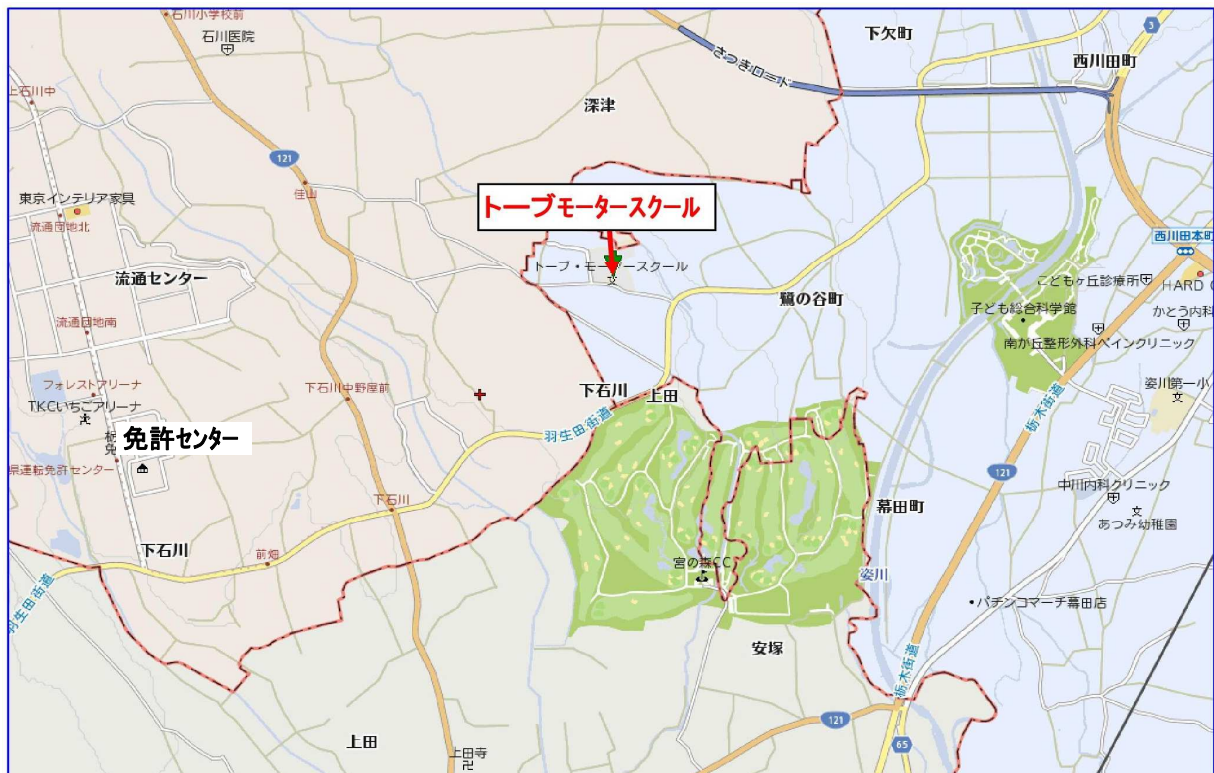 石川小学校前
石川医院
上石川中
深津
さつきロード
下欠町
3
西川田町
121
佳山
東京インテリア家具
流通団地北
トーブモータースクール
トーブ・モータースクール
流通センター
鷺の谷町
西川田本町
こどもヶ丘診療所
HARD O
子ども総合科学館
かとう内科
南が丘整形外科ペインクリニック
流通団地南
フォレストアリーナ
TKCいちごアリーナ
下石川中野屋前
下石川
上田
姿川第一小
羽生田街道
栃木街道
免許センター
県運転免許センター
121
中川内科クリニック
あつみ幼稚園
下石川
幕田町
下石川
前畑
宮の森CC
姿川
パチンコマーチ幕田店
羽生田街道
安塚
栃木街道
121
65
上田
上田寺